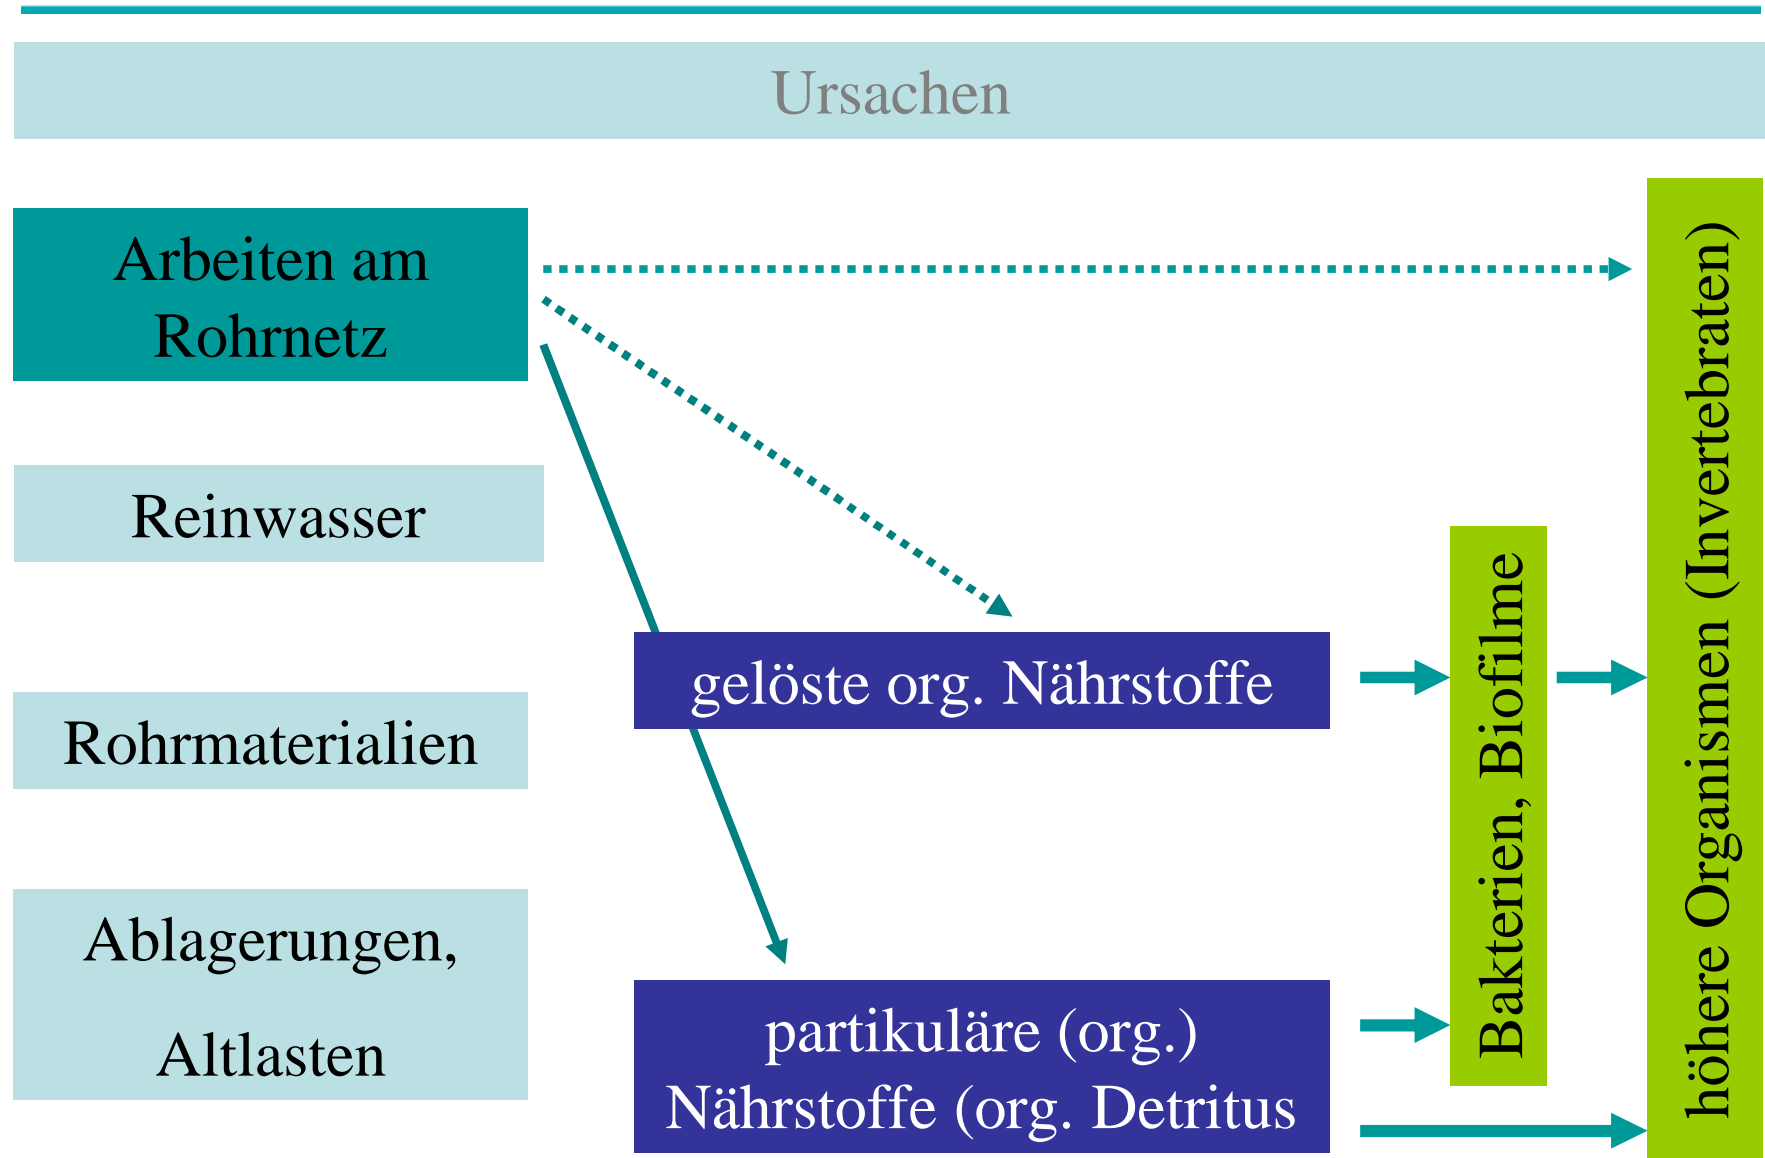 Ursachen
Arbeiten am
Rohrnetz
Reinwasser
Rohrmaterialien
Ablagerungen,
Altlasten
gelöste org. Nährstoffe
partikuläre (org.)
Nährstoffe (org. Detritus
Bakterien, Biofilme
höhere Organismen (Invertebraten)